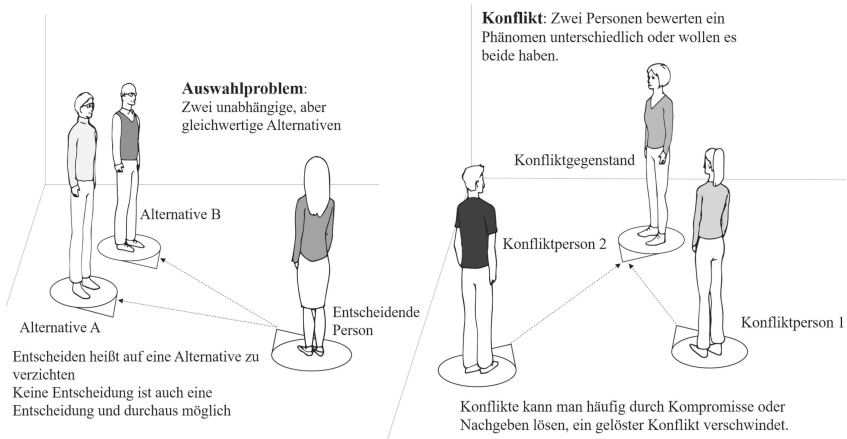 Auswahlproblem:
Zwei unabhängige, aber
gleichwertige Alternativen
Alternative B
Alternative A
Entscheidende
Person
Entscheiden heißt auf eine Alternative zu
verzichten
Keine Entscheidung ist auch eine
Entscheidung und durchaus möglich
Konflikt: Zwei Personen bewerten ein
Phänomen unterschiedlich oder wollen es
beide haben.
Konfliktgegenstand
Konfliktperson 2
Konfliktperson 1
Konflikte kann man häufig durch Kompromisse oder
Nachgeben lösen, ein gelöster Konflikt verschwindet.